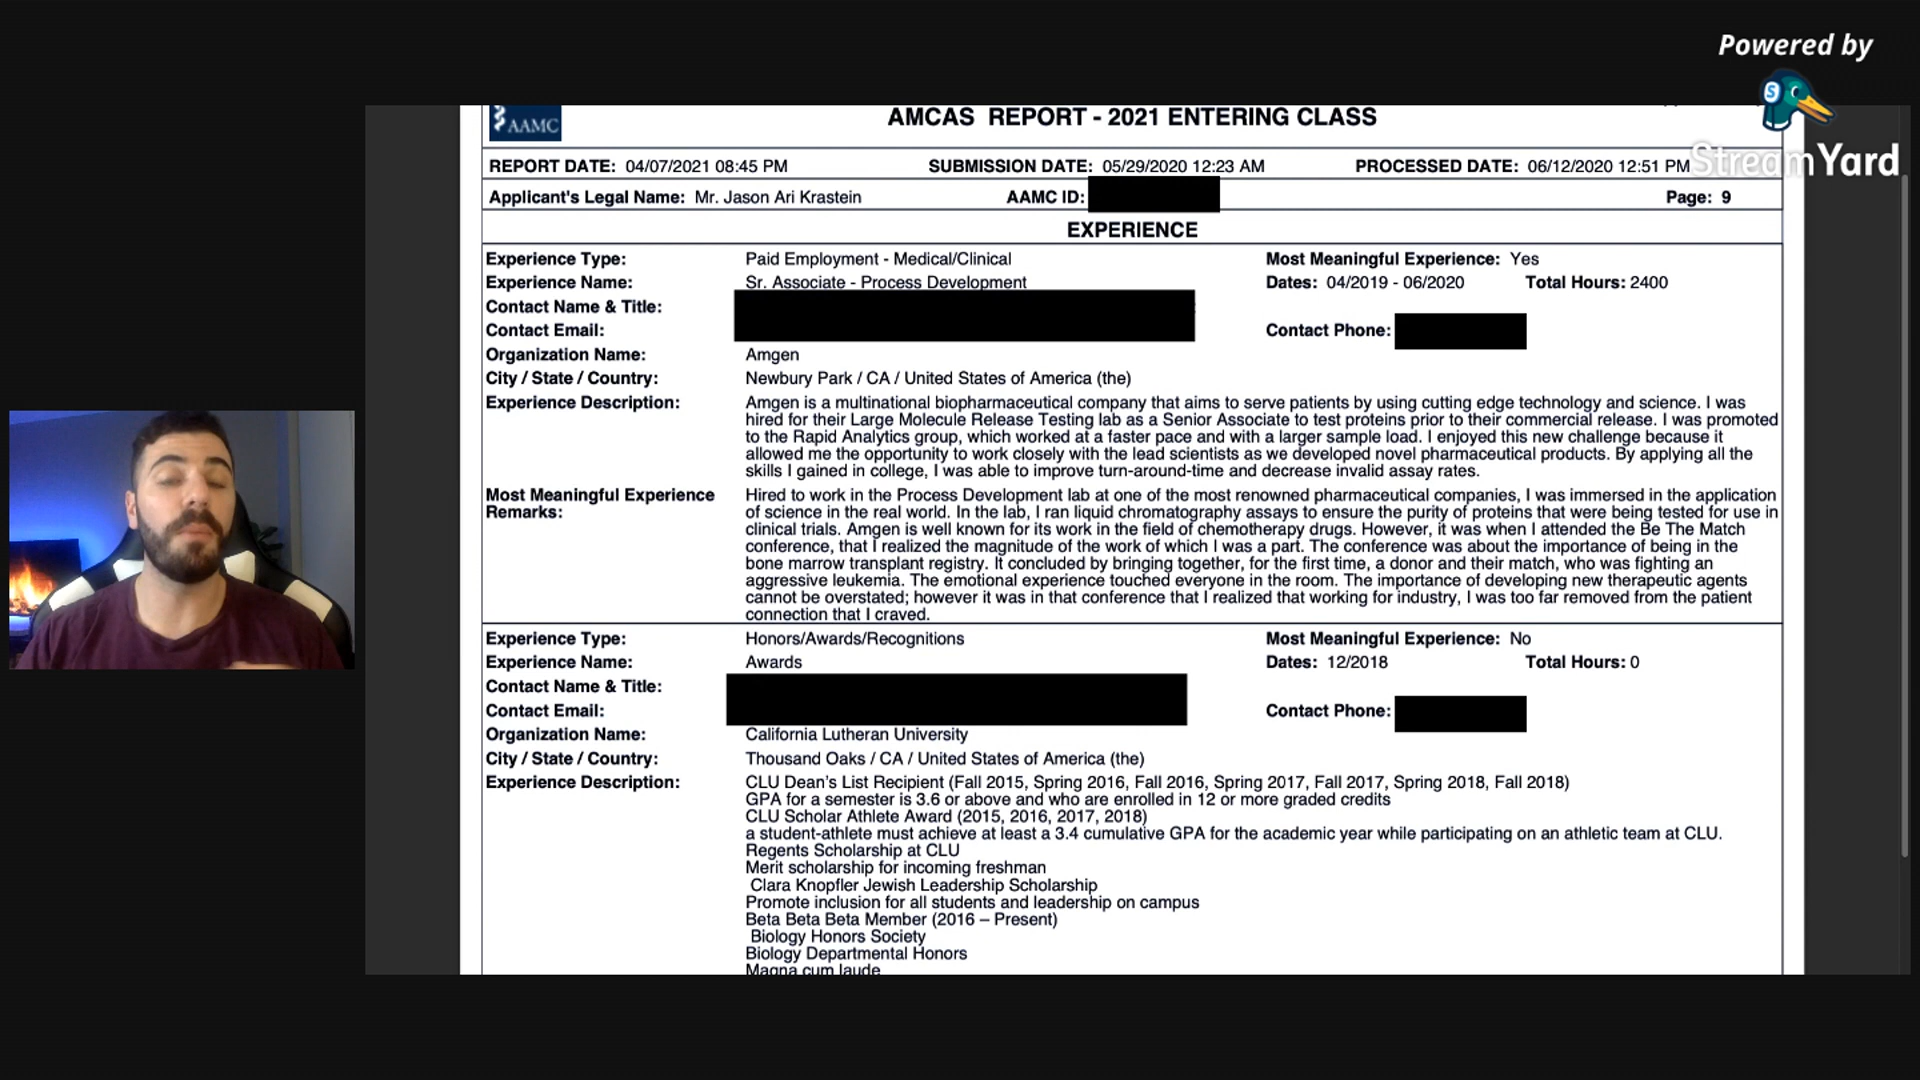 Powered by
StreamYard
AAMC
AMCAS REPORT - 2021 ENTERING CLASS
REPORT DATE: 04/07/2021 08:45 PM SUBMISSION DATE: 05/29/2020 12:23 AM PROCESSED DATE: 06/12/2020 12:51 PM
Applicant's Legal Name: Mr. Jason Ari Krastein AAMC ID: Page: 9
EXPERIENCE
Experience Type: Paid Employment - Medical/Clinical Most Meaningful Experience: Yes
Experience Name: Sr. Associate - Process Development Dates: 04/2019 - 06/2020 Total Hours: 2400
Contact Name & Title:
Contact Email: Contact Phone:
Organization Name: Amgen
City / State / Country: Newbury Park / CA / United States of America (the)
Experience Description: Amgen is a multinational biopharmaceutical company that aims to serve patients by using cutting edge technology and science. I was
hired for their Large Molecule Release Testing lab as a Senior Associate to test proteins prior to their commercial release. I was promoted
to the Rapid Analytics group, which worked at a faster pace and with a larger sample load. I enjoyed this new challenge because it
allowed me the opportunity to work closely with the lead scientists as we developed novel pharmaceutical products. By applying all the
skills I gained in college, I was able to improve turn-around-time and decrease invalid assay rates.
Most Meaningful Experience Hired to work in the Process Development lab at one of the most renowned pharmaceutical companies, I was immersed in the application
Remarks: of science in the real world. In the lab, I ran liquid chromatography assays to ensure the purity of proteins that were being tested for use in
clinical trials. Amgen is well known for its work in the field of chemotherapy drugs. However, it was when I attended the Be The Match
conference, that I realized the magnitude of the work of which I was a part. The conference was about the importance of being in the
bone marrow transplant registry. It concluded by bringing together, for the first time, a donor and their match, who was fighting an
aggressive leukemia. The emotional experience touched everyone in the room. The importance of developing new therapeutic agents
cannot be overstated; however it was in that conference that I realized that working for industry, I was too far removed from the patient
connection that I craved.
Experience Type: Honors/Awards/Recognitions Most Meaningful Experience: No
Experience Name: Awards Dates: 12/2018 Total Hours: 0
Contact Name & Title:
Contact Email: Contact Phone:
Organization Name: California Lutheran University
City / State / Country: Thousand Oaks / CA / United States of America (the)
Experience Description: CLU Dean's List Recipient (Fall 2015, Spring 2016, Fall 2016, Spring 2017, Fall 2017, Spring 2018, Fall 2018)
GPA for a semester is 3.6 or above and who are enrolled in 12 or more graded credits
CLU Scholar Athlete Award (2015, 2016, 2017, 2018)
a student-athlete must achieve at least a 3.4 cumulative GPA for the academic year while participating on an athletic team at CLU.
Regents Scholarship at CLU
Merit scholarship for incoming freshman
Clara Knopfler Jewish Leadership Scholarship
Promote inclusion for all students and leadership on campus
Beta Beta Beta Member (2016 – Present)
Biology Honors Society
Biology Departmental Honors
Magna cum laude